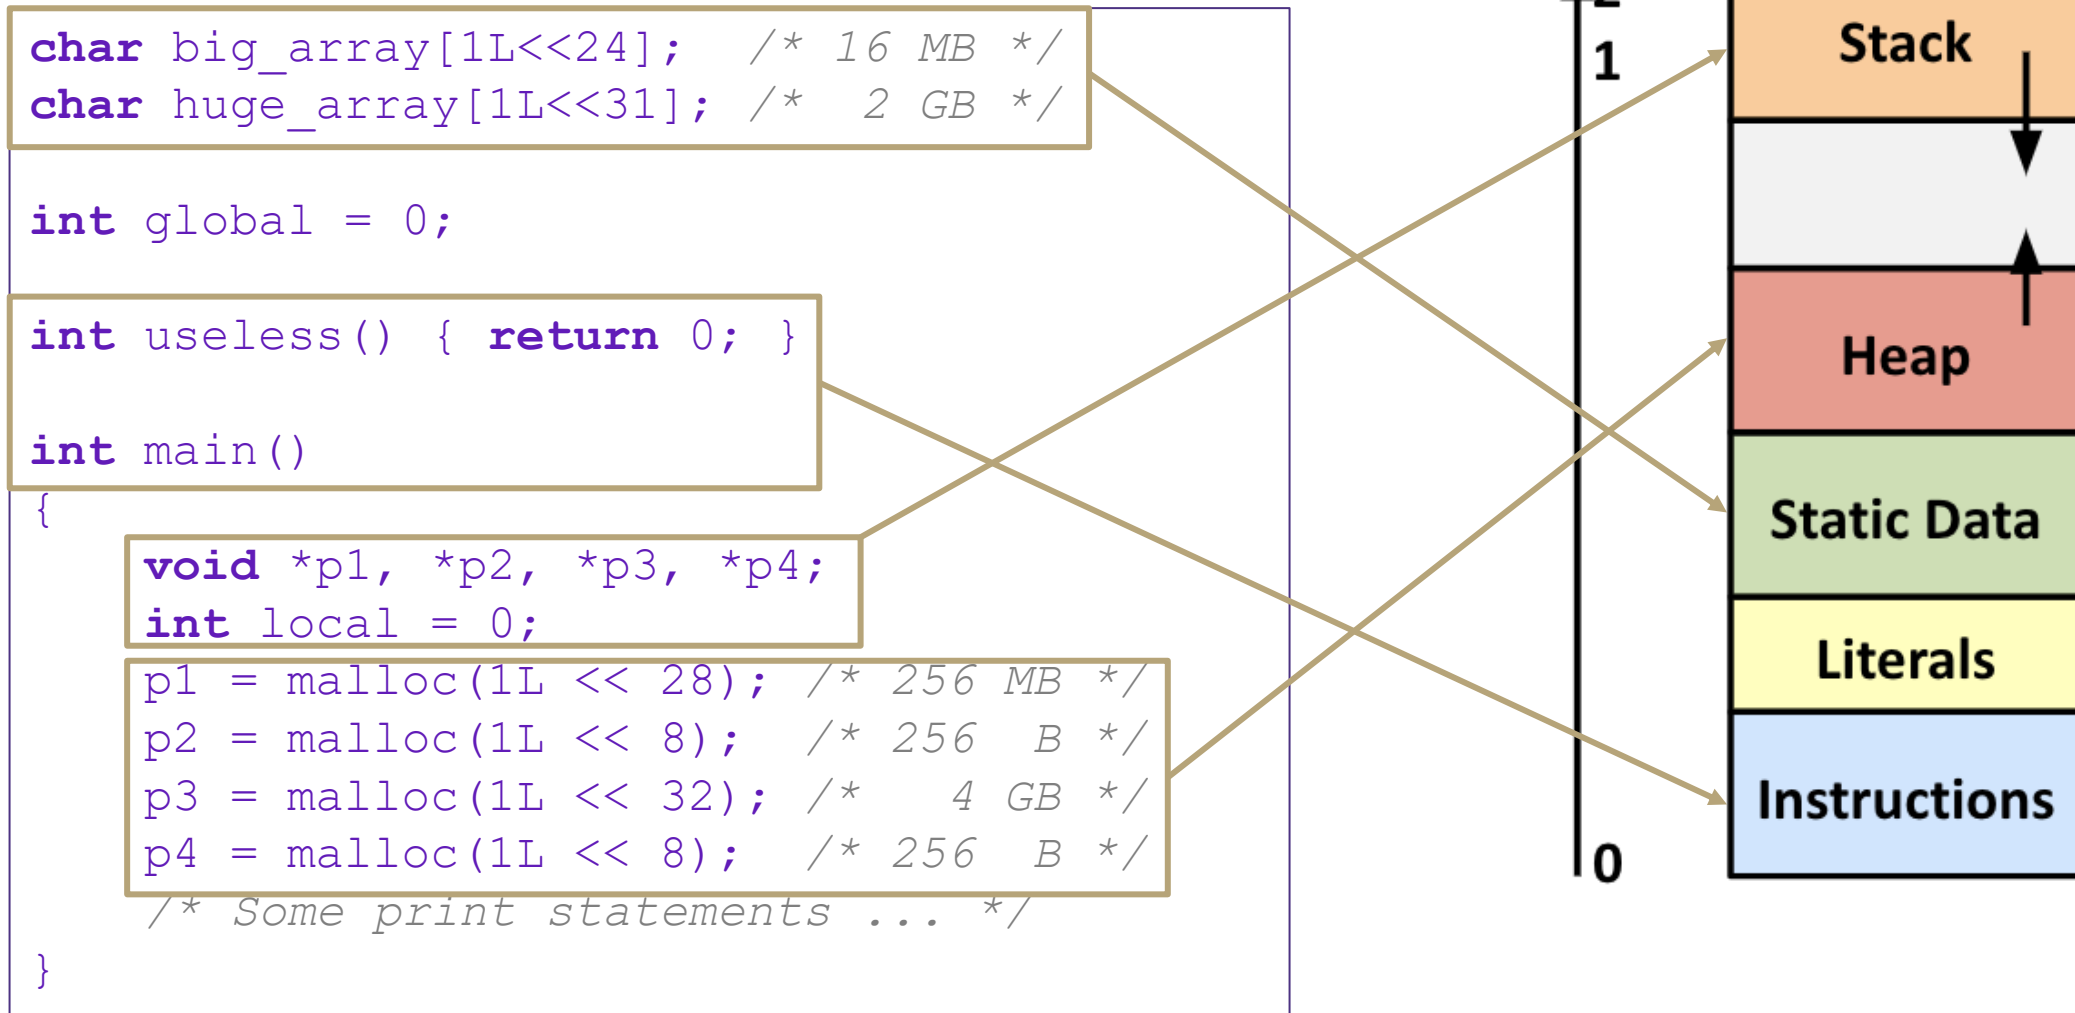 char big_array[1L<<24];  /* 16 MB */
char huge_array[1L<<31]; /*  2 GB */
int global = 0;
int useless() { return 0; }
int main()
{
    void *p1, *p2, *p3, *p4;
    int local = 0;
    p1 = malloc(1L << 28); /* 256 MB */
    p2 = malloc(1L << 8);  /* 256  B */
    p3 = malloc(1L << 32); /*   4 GB */
    p4 = malloc(1L << 8);  /* 256  B */
    /* Some print statements ... */
}
1
0
Stack
Heap
Static Data
Literals
Instructions